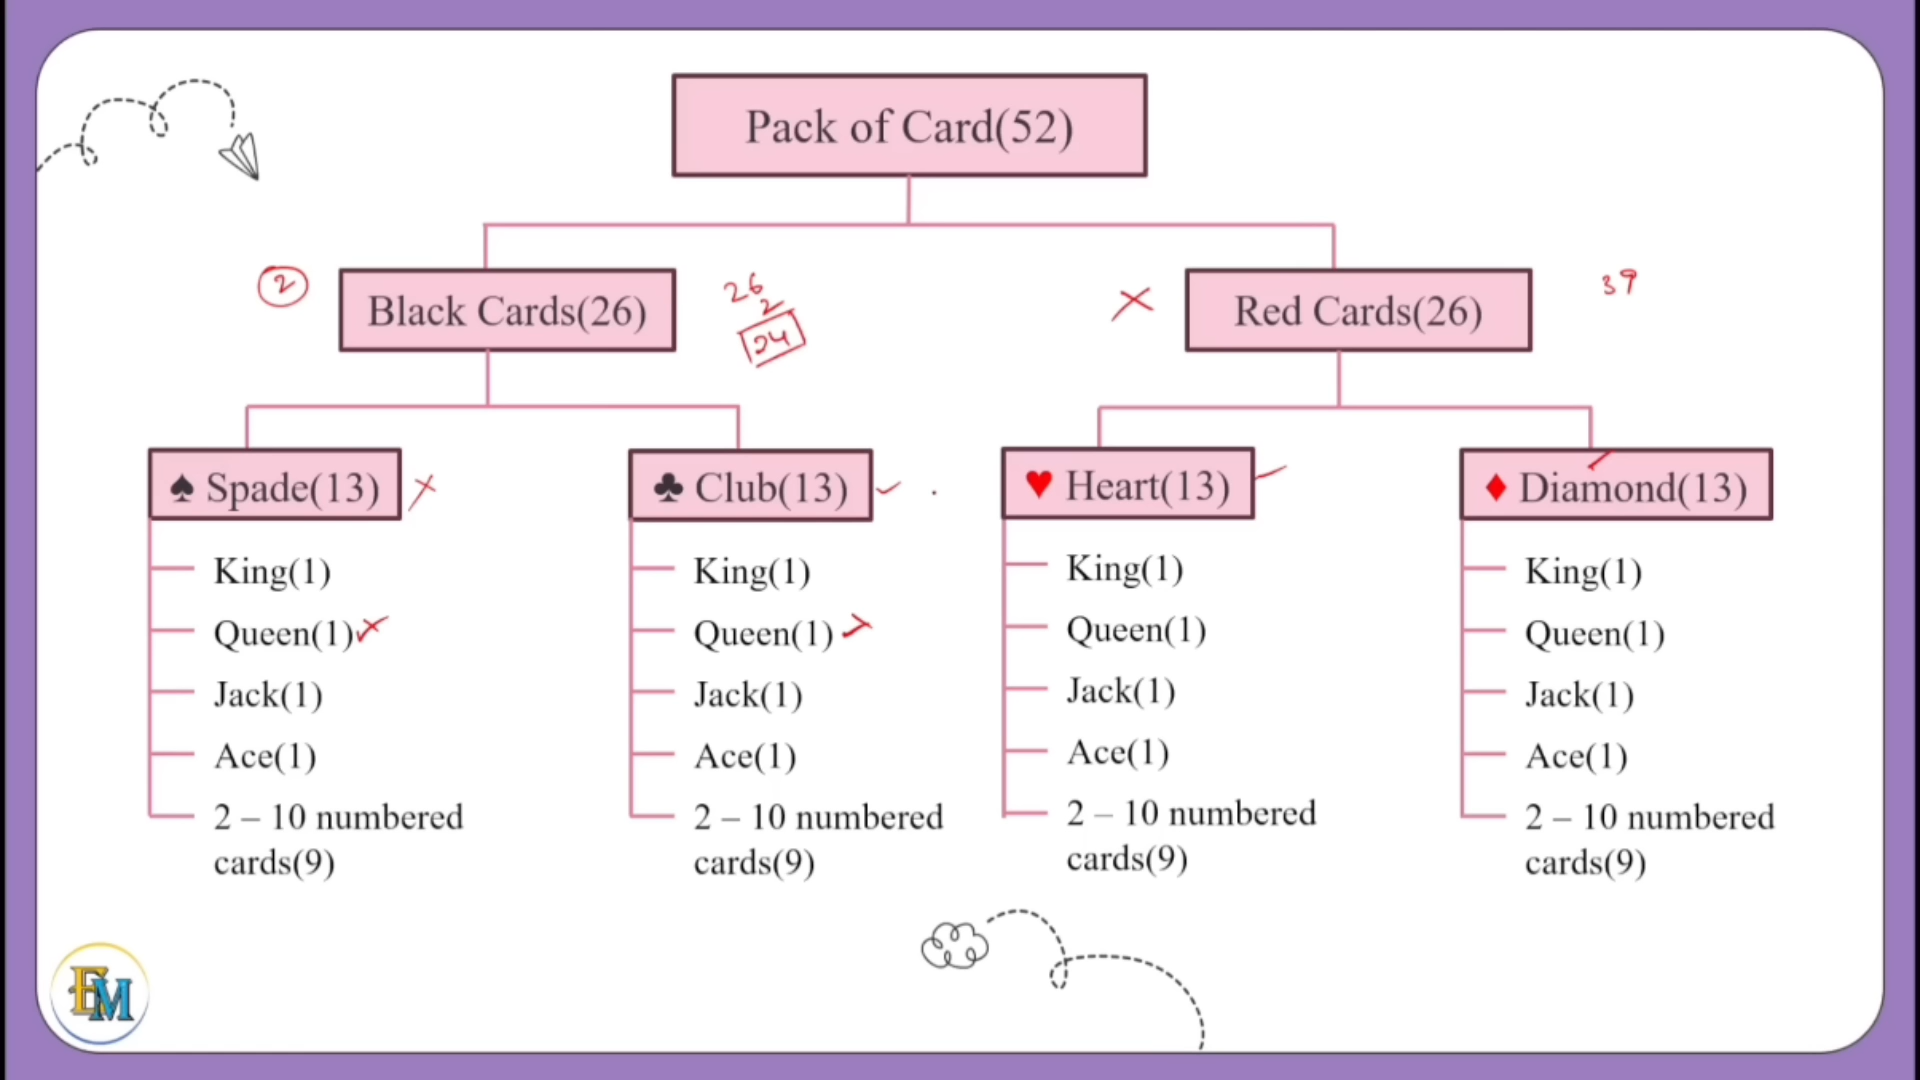 Pack of Card(52)
2
Black Cards(26)
26
2
24
Red Cards(26)
39
♠ Spade(13)
King(1)
Queen(1)
Jack(1)
Ace(1)
2 – 10 numbered
cards(9)
♣ Club(13)
King(1)
Queen(1)
Jack(1)
Ace(1)
2 – 10 numbered
cards(9)
♥ Heart(13)
King(1)
Queen(1)
Jack(1)
Ace(1)
2 – 10 numbered
cards(9)
♦ Diamond(13)
King(1)
Queen(1)
Jack(1)
Ace(1)
2 – 10 numbered
cards(9)
EM